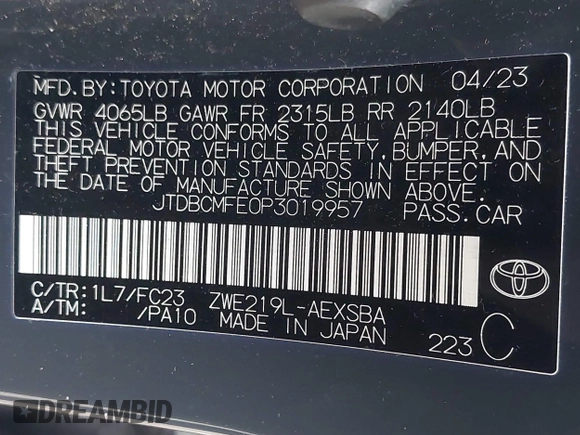 MFD. BY: TOYOTA MOTOR CORPORATION 04/23
GVWR 4065LB GAWR FR 2315LB RR 2140LB
THIS VEHICLE CONFORMS TO ALL APPLICABLE
FEDERAL MOTOR VEHICLE SAFETY, BUMPER, AND
THEFT PREVENTION STANDARDS IN EFFECT ON
THE DATE OF MANUFACTURE SHOWN ABOVE.
JTDBCMFE0P3019957 PASS. CAR
C/TR: 1L7/FC23 ZWE219L-AEXSBA
A/TM: /PA10 MADE IN JAPAN 223 C
DREAMBID